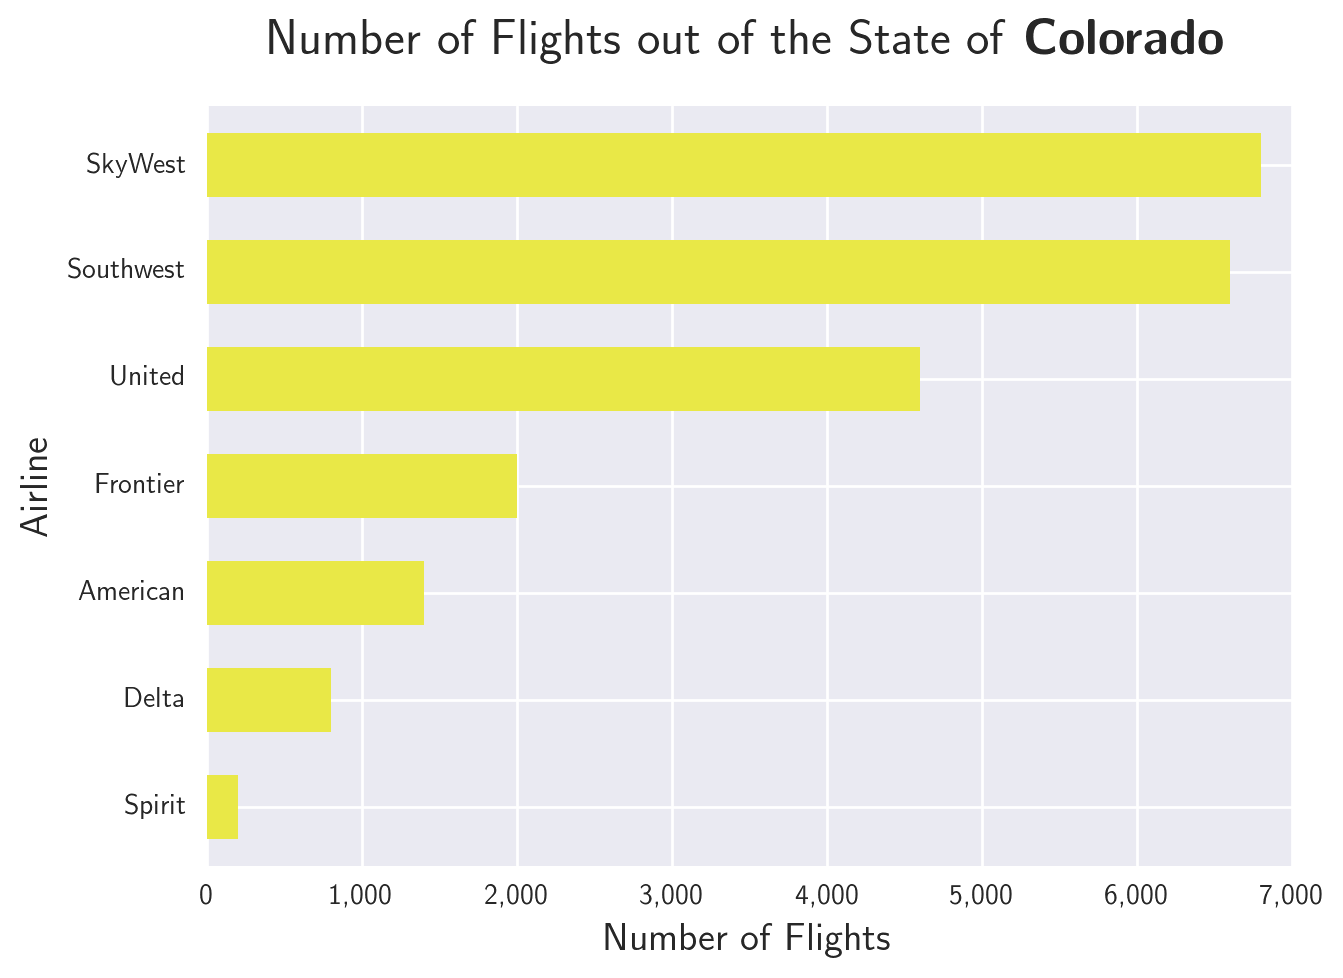 Number of Flights out of the State of Colorado
SkyWest
Southwest
United
Frontier
American
Delta
Spirit
Airline
0 1,000 2,000 3,000 4,000 5,000 6,000 7,000
Number of Flights